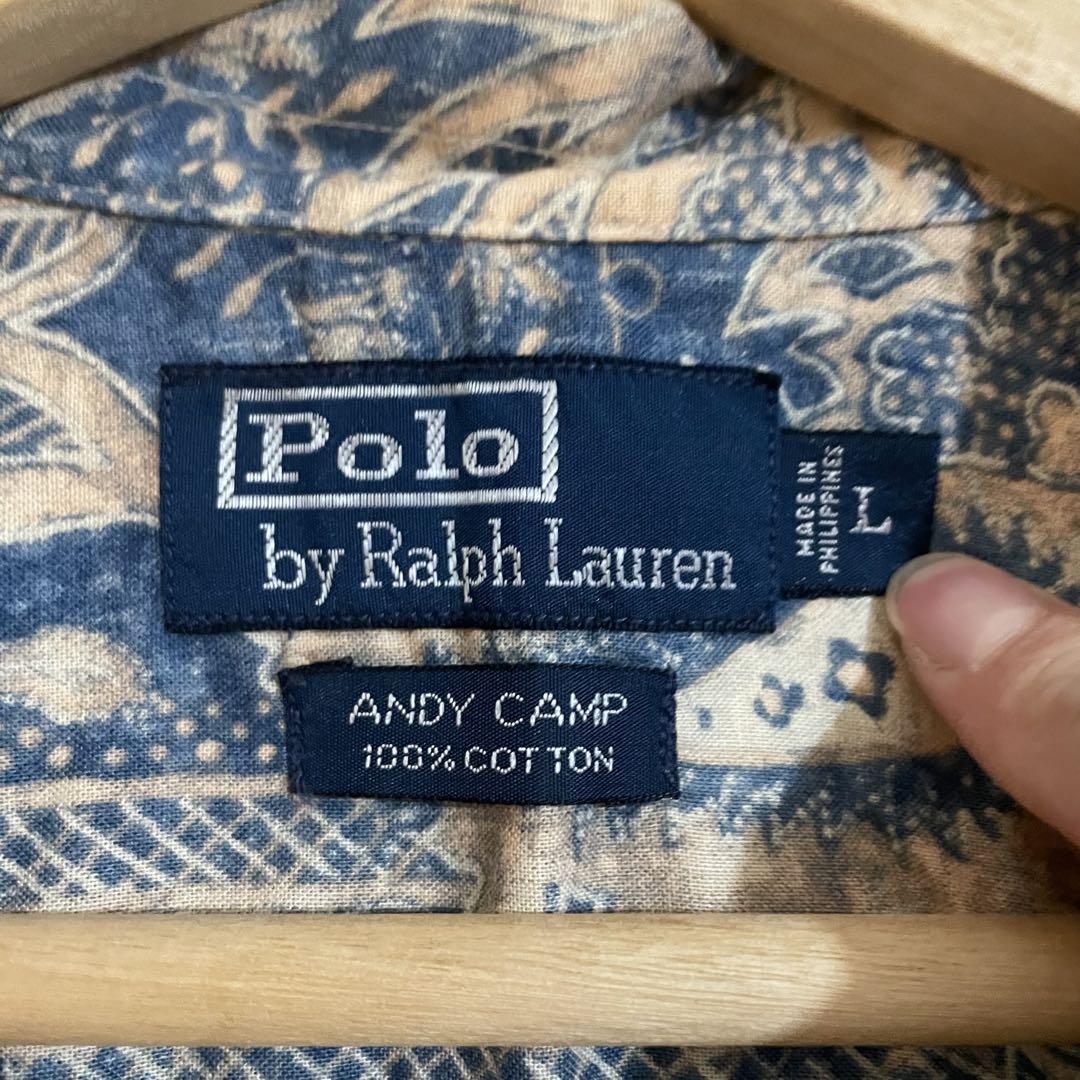 Polo
by Ralph Lauren
MADE IN
PHILIPPINES
L
ANDY CAMP
100% COTTON